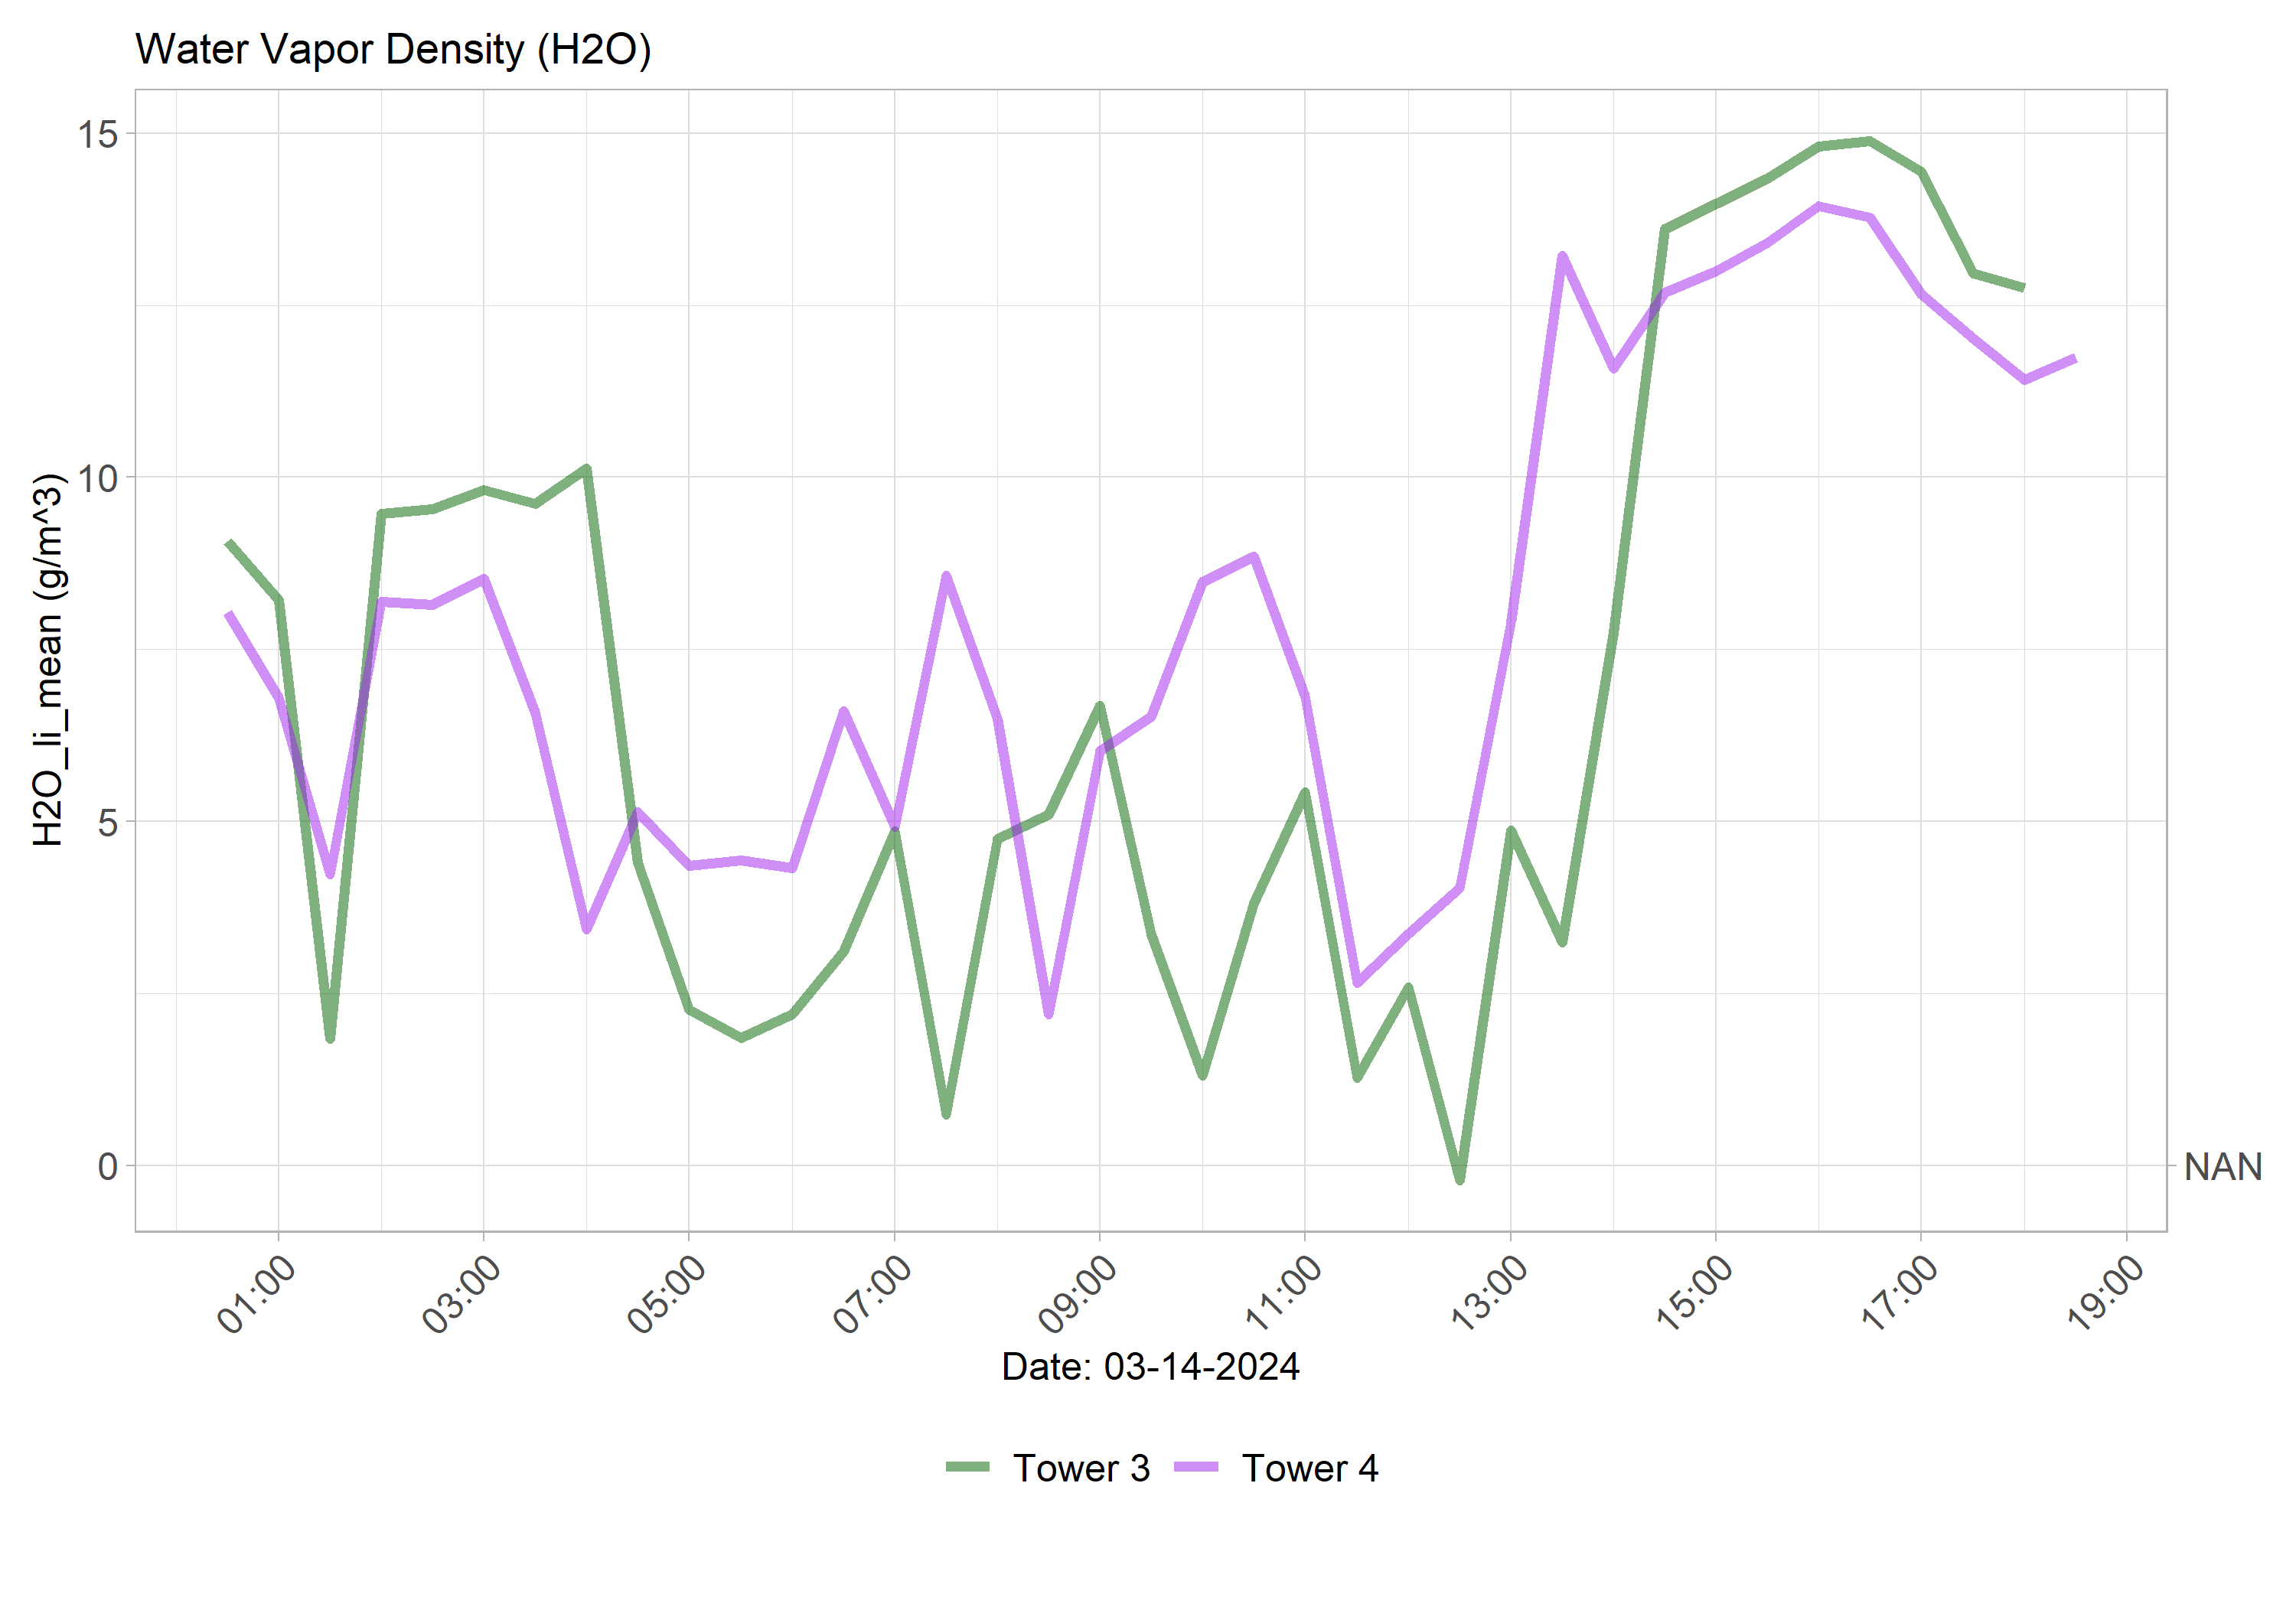 Water Vapor Density (H2O)
H2O_li_mean (g/m^3)
15
10
5
0
NAN
01:00
03:00
05:00
07:00
09:00
11:00
13:00
15:00
17:00
19:00
Date: 03-14-2024
Tower 3
Tower 4